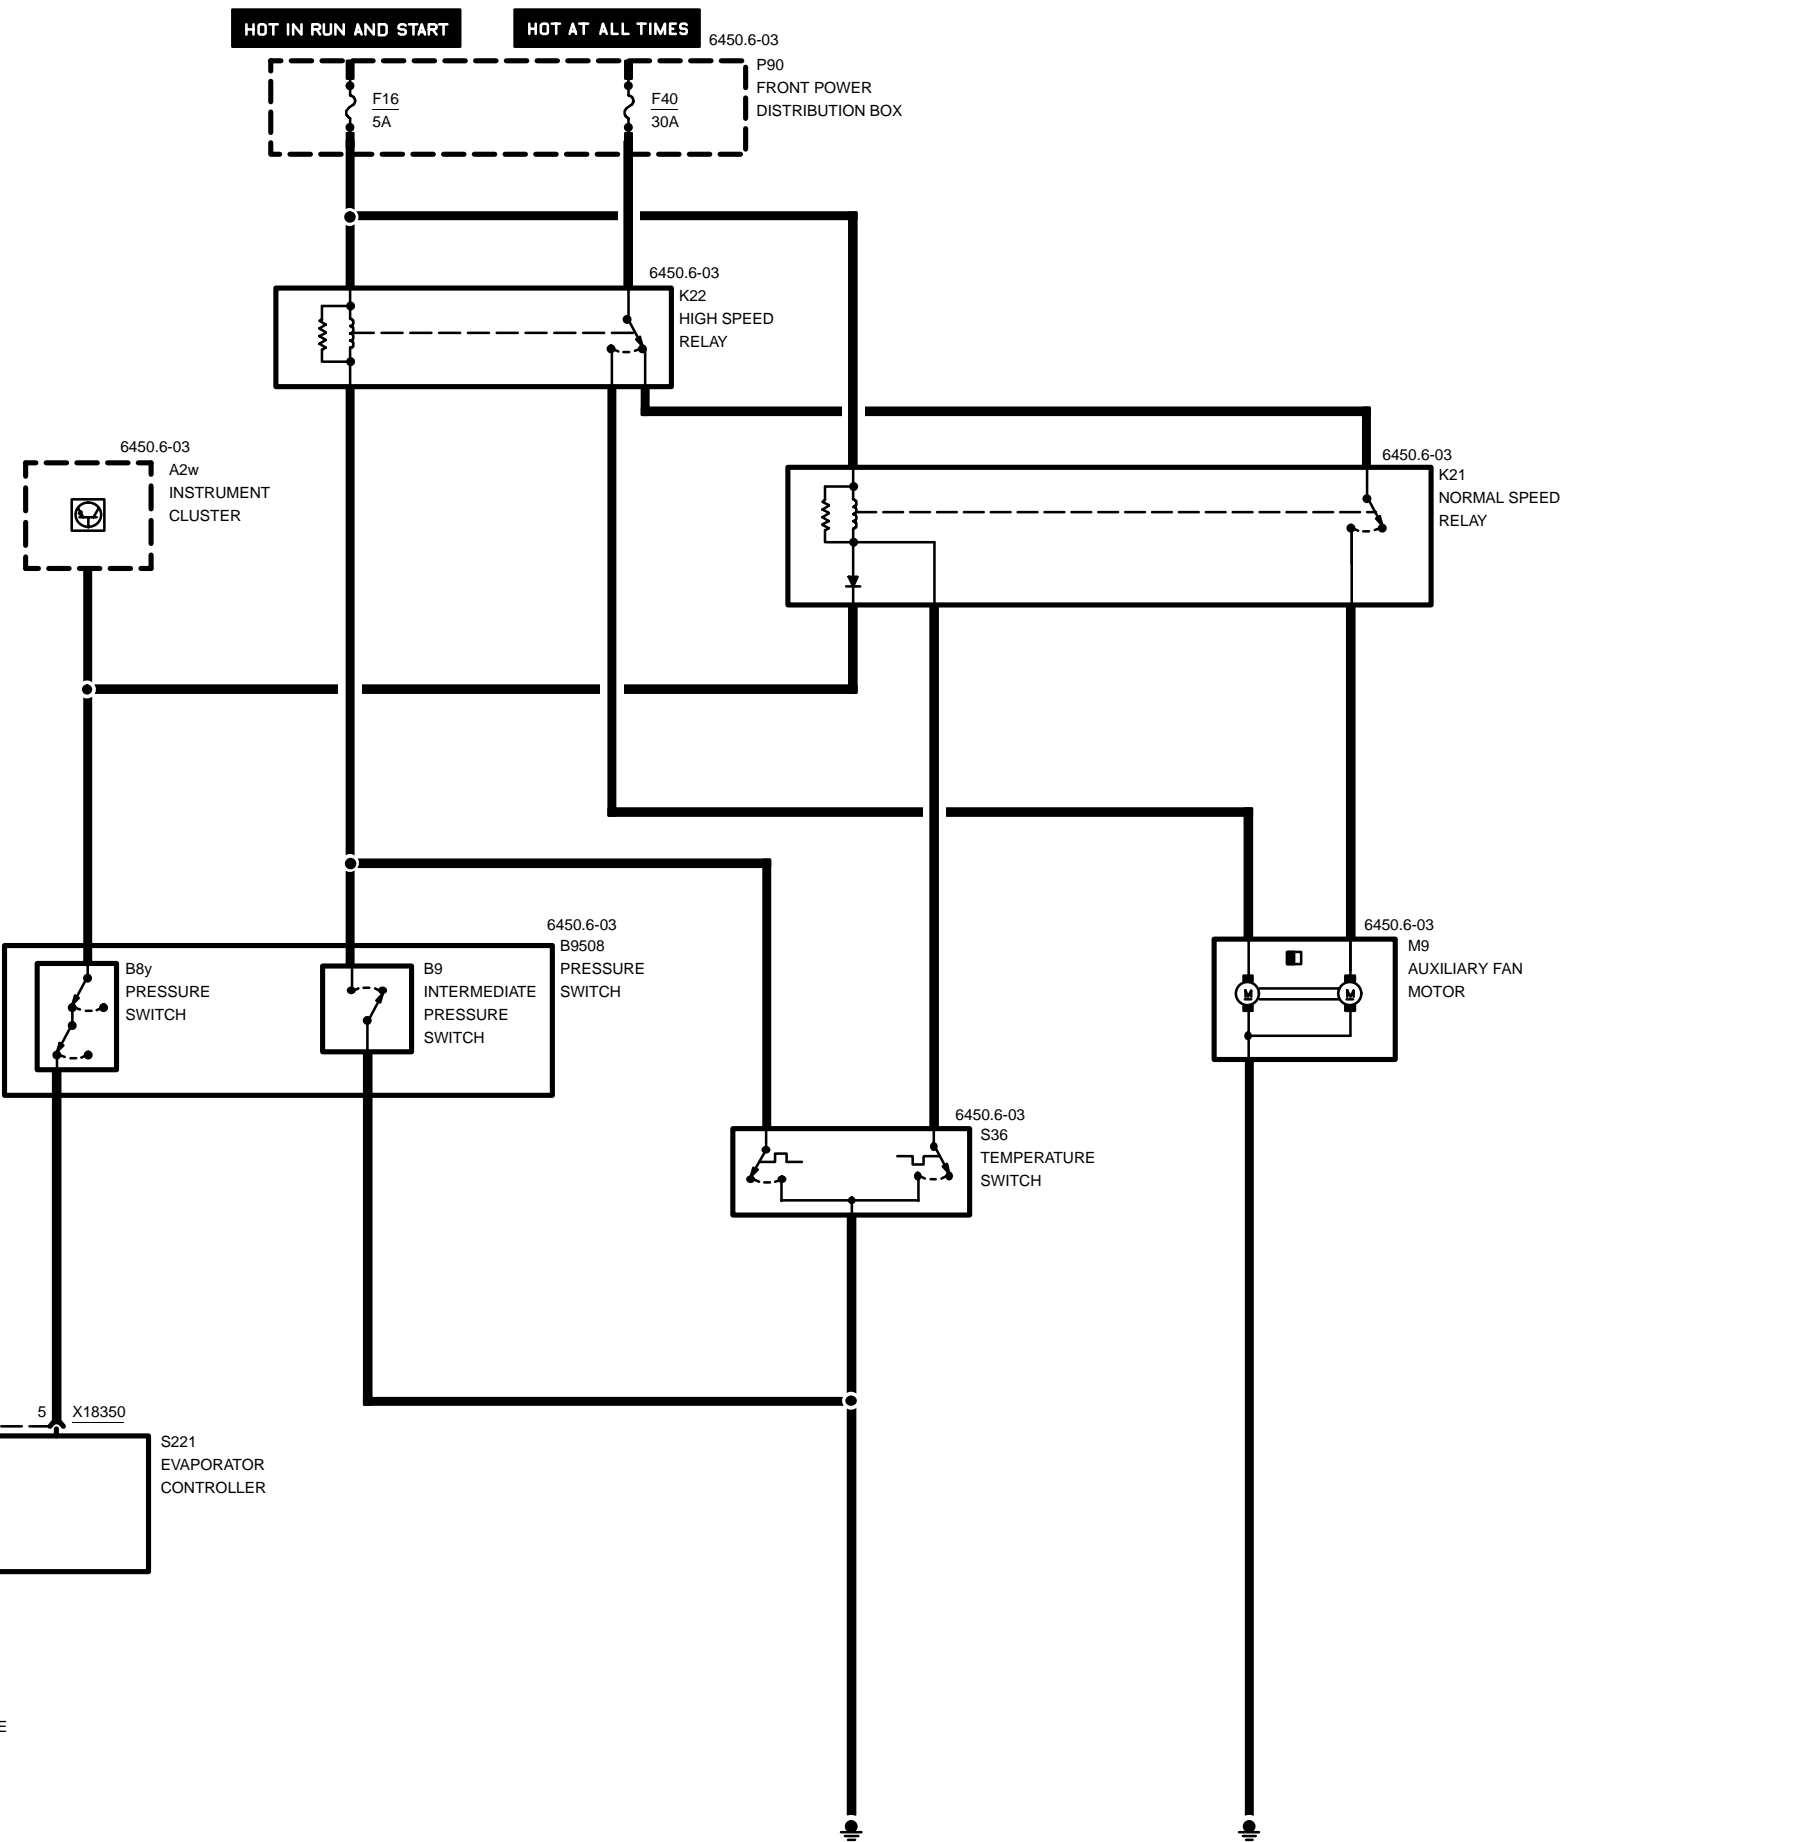 HOT IN RUN AND START
HOT AT ALL TIMES
6450.6-03
P90
FRONT POWER
DISTRIBUTION BOX
F16
5A
F40
30A
6450.6-03
K22
HIGH SPEED
RELAY
6450.6-03
A2w
INSTRUMENT
CLUSTER
6450.6-03
K21
NORMAL SPEED
RELAY
6450.6-03
B9508
PRESSURE
SWITCH
B8y
PRESSURE
SWITCH
B9
INTERMEDIATE
PRESSURE
SWITCH
6450.6-03
M9
AUXILIARY FAN
MOTOR
M
M
6450.6-03
S36
TEMPERATURE
SWITCH
5
X18350
S221
EVAPORATOR
CONTROLLER
E